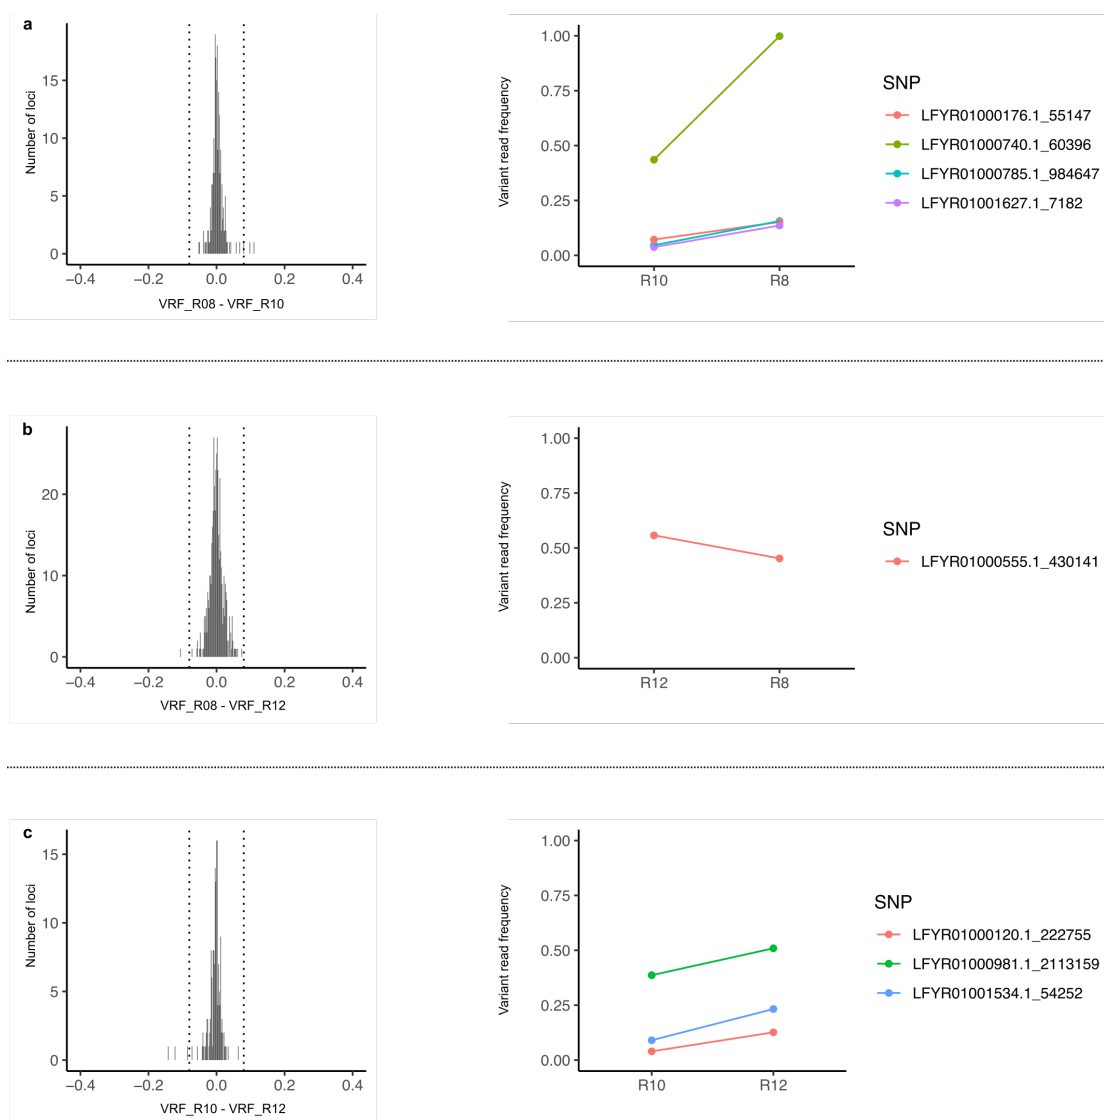 a
Number of loci
15
10
5
0
−0.4 −0.2 0.0 0.2 0.4
VRF_R08 - VRF_R10
Variant read frequency
1.00
0.75
0.50
0.25
0.00
R10 R8
SNP
LFYR01000176.1_55147
LFYR01000740.1_60396
LFYR01000785.1_984647
LFYR01001627.1_7182
b
Number of loci
20
10
0
−0.4 −0.2 0.0 0.2 0.4
VRF_R08 - VRF_R12
Variant read frequency
1.00
0.75
0.50
0.25
0.00
R12 R8
SNP
LFYR01000555.1_430141
c
Number of loci
15
10
5
0
−0.4 −0.2 0.0 0.2 0.4
VRF_R10 - VRF_R12
Variant read frequency
1.00
0.75
0.50
0.25
0.00
R10 R12
SNP
LFYR01000120.1_222755
LFYR01000981.1_2113159
LFYR01001534.1_54252